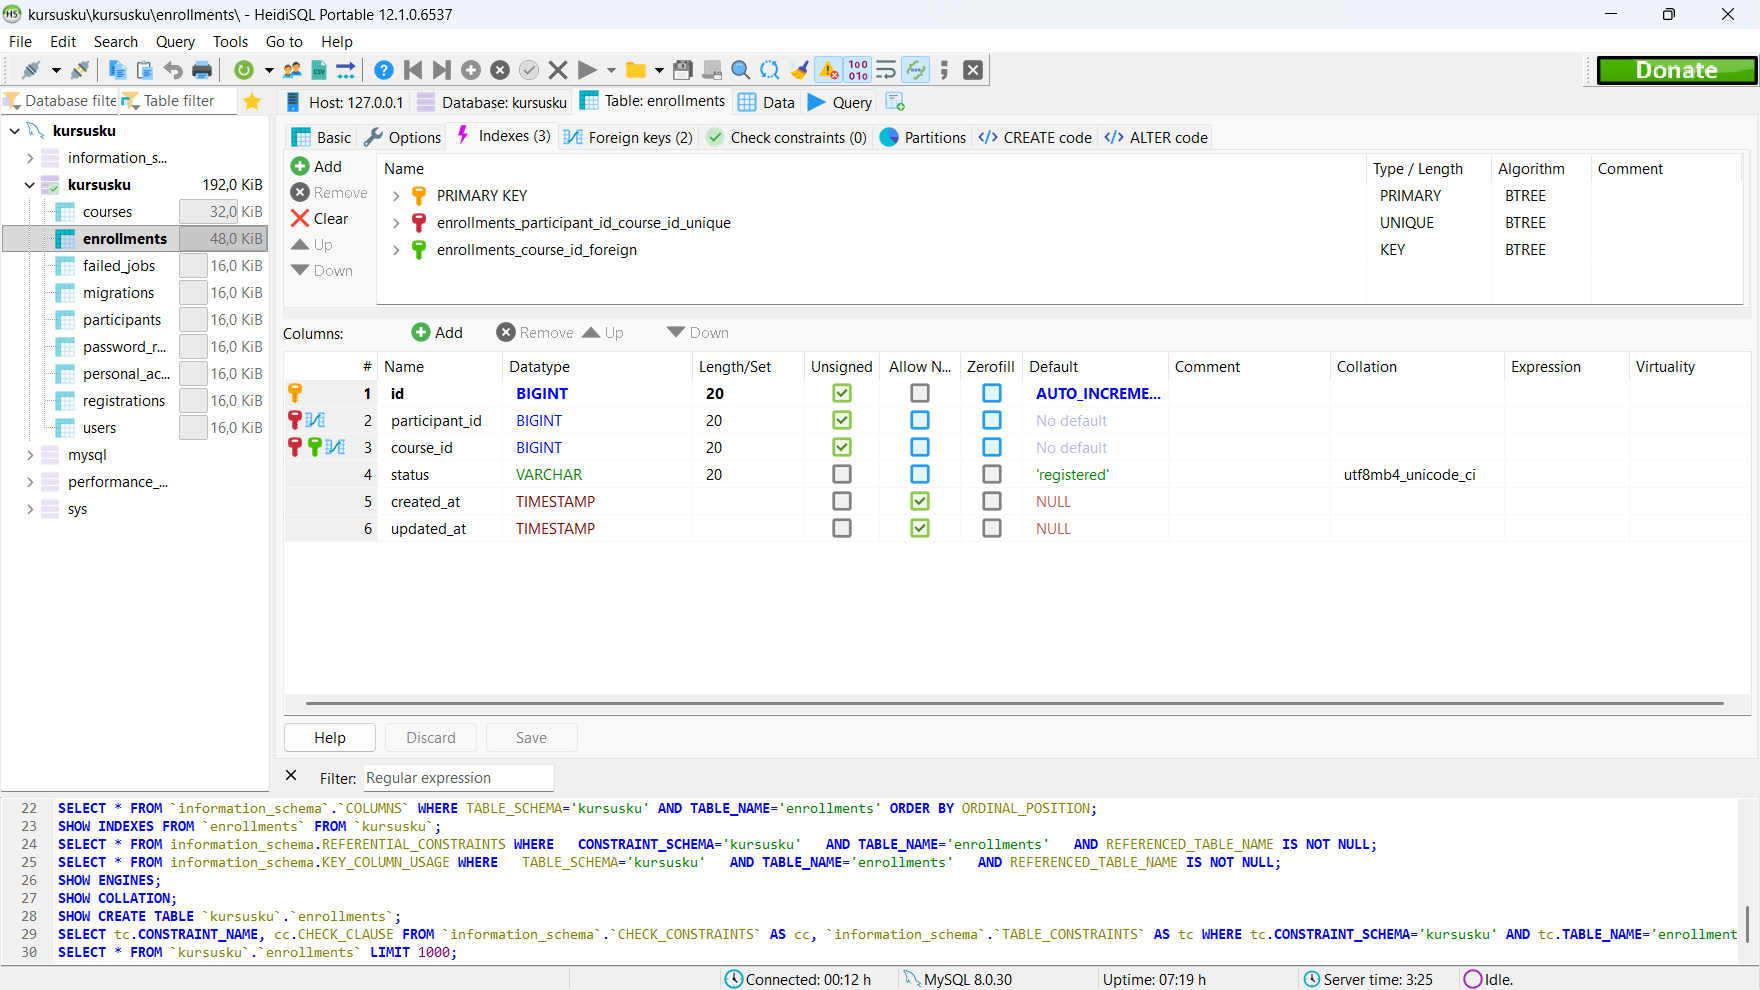 kursusku\kursusku\enrollments\ - HeidiSQL Portable 12.1.0.6537
File Edit Search Query Tools Go to Help
Donate
Database filte Table filter
Host: 127.0.0.1 Database: kursusku Table: enrollments Data Query
kursusku
information_s...
kursusku 192,0 KiB
courses 32,0 KiB
enrollments 48,0 KiB
failed_jobs 16,0 KiB
migrations 16,0 KiB
participants 16,0 KiB
password_r... 16,0 KiB
personal_ac... 16,0 KiB
registrations 16,0 KiB
users 16,0 KiB
mysql
performance_...
sys
Basic Options Indexes (3) Foreign keys (2) Check constraints (0) Partitions CREATE code ALTER code
Add
Remove
Clear
Up
Down
Name Type / Length Algorithm Comment
PRIMARY KEY PRIMARY BTREE
enrollments_participant_id_course_id_unique UNIQUE BTREE
enrollments_course_id_foreign KEY BTREE
Columns: Add Remove Up Down
# Name Datatype Length/Set Unsigned Allow N... Zerofill Default Comment Collation Expression Virtuality
1 id BIGINT 20 AUTO_INCREME...
2 participant_id BIGINT 20 No default
3 course_id BIGINT 20 No default
4 status VARCHAR 20 'registered' utf8mb4_unicode_ci
5 created_at TIMESTAMP NULL
6 updated_at TIMESTAMP NULL
Help Discard Save
Filter: Regular expression
22 SELECT * FROM `information_schema`.`COLUMNS` WHERE TABLE_SCHEMA='kursusku' AND TABLE_NAME='enrollments' ORDER BY ORDINAL_POSITION;
23 SHOW INDEXES FROM `enrollments` FROM `kursusku`;
24 SELECT * FROM information_schema.REFERENTIAL_CONSTRAINTS WHERE CONSTRAINT_SCHEMA='kursusku' AND TABLE_NAME='enrollments' AND REFERENCED_TABLE_NAME IS NOT NULL;
25 SELECT * FROM information_schema.KEY_COLUMN_USAGE WHERE TABLE_SCHEMA='kursusku' AND TABLE_NAME='enrollments' AND REFERENCED_TABLE_NAME IS NOT NULL;
26 SHOW ENGINES;
27 SHOW COLLATION;
28 SHOW CREATE TABLE `kursusku`.`enrollments`;
29 SELECT tc.CONSTRAINT_NAME, cc.CHECK_CLAUSE FROM `information_schema`.`CHECK_CONSTRAINTS` AS cc, `information_schema`.`TABLE_CONSTRAINTS` AS tc WHERE tc.CONSTRAINT_SCHEMA='kursusku' AND tc.TABLE_NAME='enrollment
30 SELECT * FROM `kursusku`.`enrollments` LIMIT 1000;
Connected: 00:12 h MySQL 8.0.30 Uptime: 07:19 h Server time: 3:25 Idle.